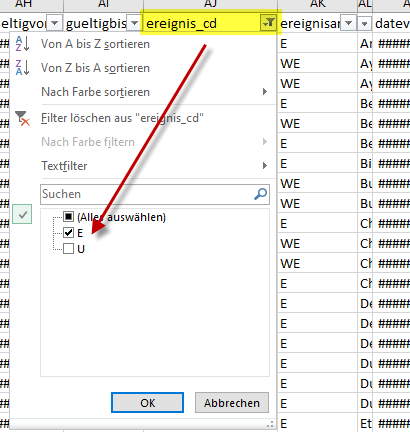 AH AI AJ AK AL
eltigvor gueltigbis ereignis_cd ereignisar datev
Von A bis Z sortieren
Von Z bis A sortieren
Nach Farbe sortieren
Filter löschen aus "ereignis_cd"
Nach Farbe filtern
Textfilter
Suchen
(Alles auswählen)
E
U
OK Abbrechen
E Ar
WE Ay
WE Ay
E Be
WE Be
E Be
E Bi
WE Bu
WE Bu
E Ch
WE Ch
WE Ch
E Ch
E De
E De
E De
E Du
E Du
E Et